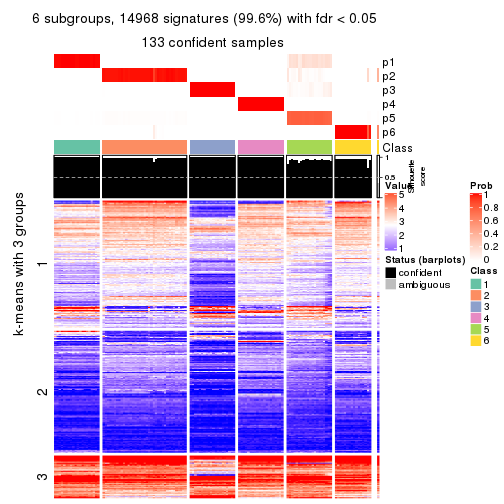 6 subgroups, 14968 signatures (99.6%) with fdr < 0.05
133 confident samples
p1
p2
p3
p4
p5
p6
Class
1
0.5
Silhouette
score
k-means with 3 groups
1
2
3
Value
5
4
3
2
1
Status (barplots)
confident
ambiguous
Prob
1
0.8
0.6
0.4
0.2
0
Class
1
2
3
4
5
6